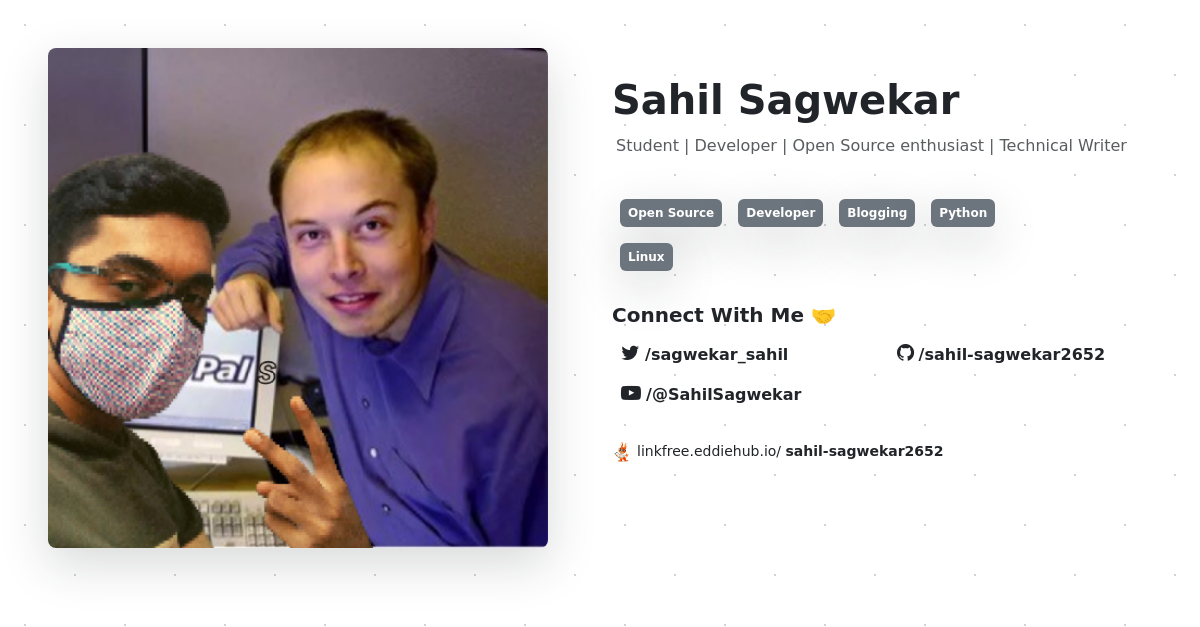 Sahil Sagwekar
Student | Developer | Open Source enthusiast | Technical Writer
Open Source Developer Blogging Python
Linux
Connect With Me 🤝
/sagwekar_sahil /sahil-sagwekar2652
/@SahilSagwekar
linkfree.eddiehub.io/ sahil-sagwekar2652
Pal S